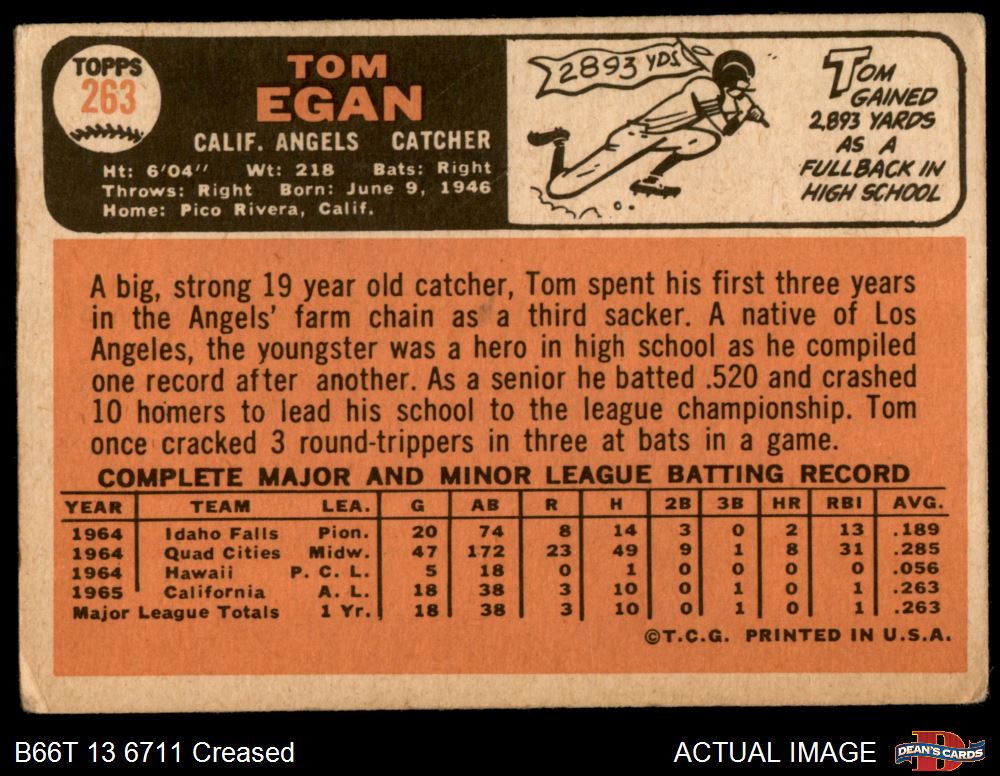 TOPPS
263
TOM
EGAN
CALIF. ANGELS CATCHER
Ht: 6'04" Wt: 218 Bats: Right
Throws: Right Born: June 9, 1946
Home: Pico Rivera, Calif.
2893 YDS.
TOM
GAINED
2,893 YARDS
AS A
FULLBACK IN
HIGH SCHOOL
A big, strong 19 year old catcher, Tom spent his first three years
in the Angels' farm chain as a third sacker. A native of Los
Angeles, the youngster was a hero in high school as he compiled
one record after another. As a senior he batted .520 and crashed
10 homers to lead his school to the league championship. Tom
once cracked 3 round-trippers in three at bats in a game.
COMPLETE MAJOR AND MINOR LEAGUE BATTING RECORD
YEAR TEAM LEA. G AB R H 2B 3B HR RBI AVG.
1964 Idaho Falls Pion. 20 74 8 14 3 0 2 13 .189
1964 Quad Cities Midw. 47 172 23 49 9 1 8 31 .285
1964 Hawaii P. C. L. 5 18 0 1 0 0 0 0 .056
1965 California A. L. 18 38 3 10 0 1 0 1 .263
Major League Totals 1 Yr. 18 38 3 10 0 1 0 1 .263
©T.C.G. PRINTED IN U.S.A.
B66T 13 6711 Creased
ACTUAL IMAGE
DEAN'S CARDS